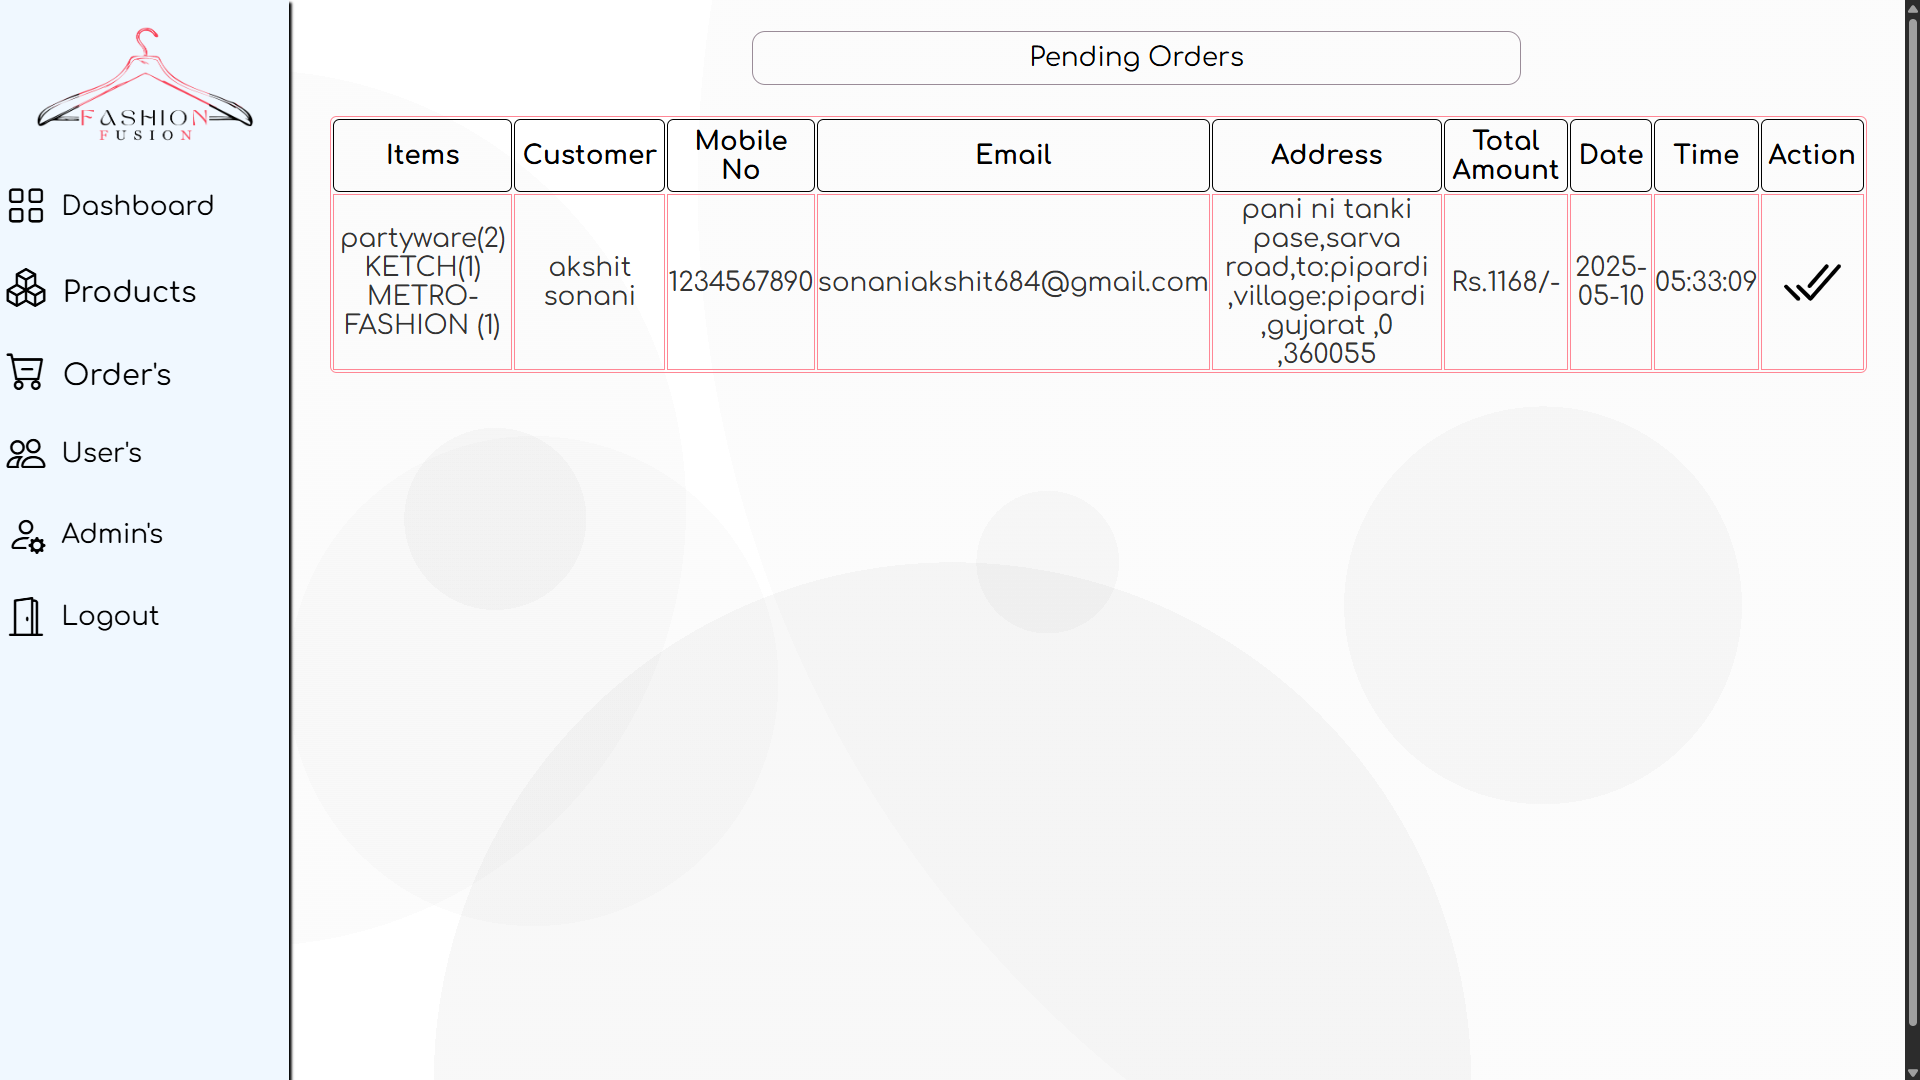 FASHION
FUSION
Dashboard
Products
Order's
User's
Admin's
Logout
Pending Orders
Items
Customer
Mobile
No
Email
Address
Total
Amount
Date
Time
Action
partyware(2)
KETCH(1)
METRO-
FASHION (1)
akshit
sonani
1234567890
sonaniakshit684@gmail.com
pani ni tanki
pase,sarva
road,to:pipardi
,village:pipardi
,gujarat ,0
,360055
Rs.1168/-
2025-
05-10
05:33:09